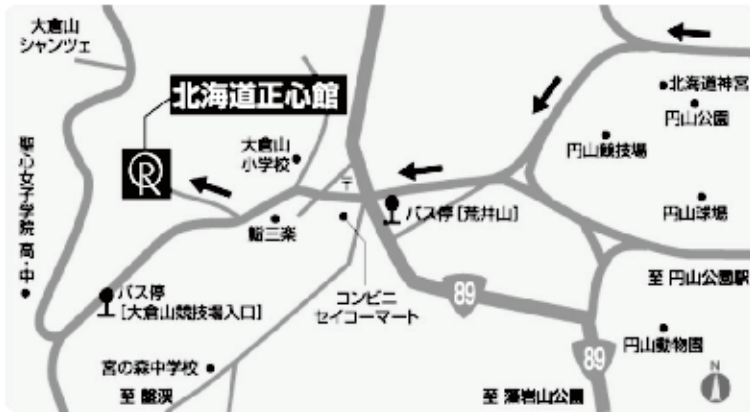 大倉山
シャンツェ
北海道正心館
R
大倉山
小学校
北海道神宮
円山公園
円山競技場
円山球場
バス停[荒井山]
〒
鮨三楽
聖心女子学院 高・中
コンビニ
セイコーマート
至 円山公園駅
バス停
[大倉山競技場入口]
89
89
円山動物園
宮の森中学校
至 盤渓
至 藻岩山公園
N